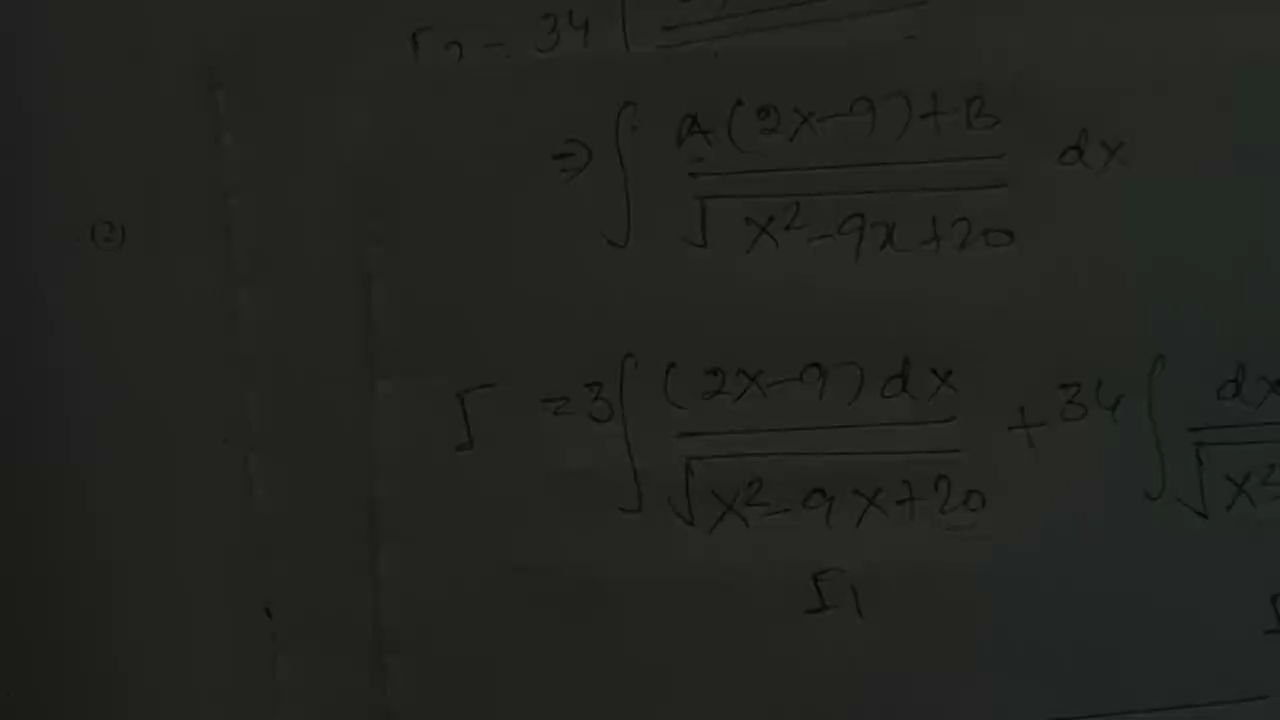 I2 = 34 ∫
⇒ ∫ A(2x-9)+B / √x²-9x+20 dx
(2)
I = 3∫ (2x-9)dx / √x²-9x+20 + 34 ∫ dx / √x²
I1